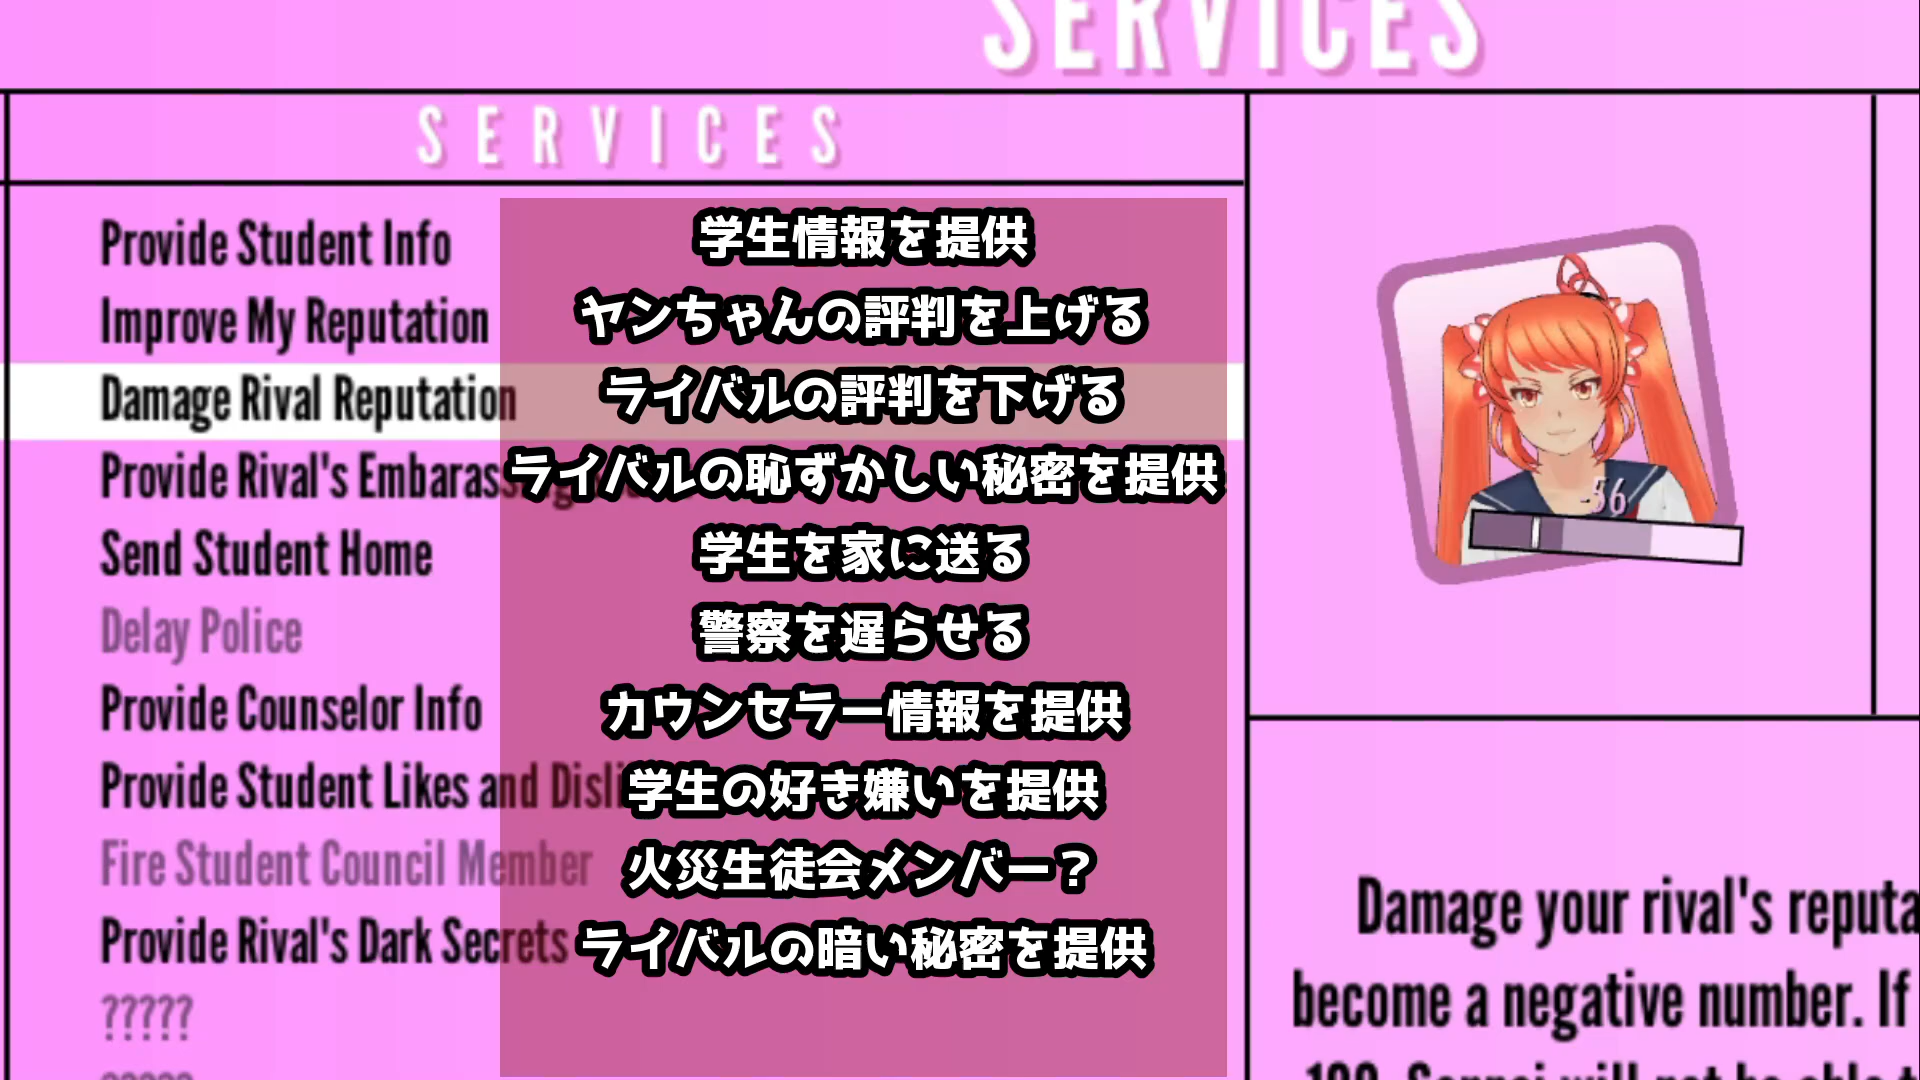 SERVICES
SERVICES
Provide Student Info 学生情報を提供
Improve My Reputation ヤンちゃんの評判を上げる
Damage Rival Reputation ライバルの評判を下げる
Provide Rival's ライバルの恥ずかしい秘密を提供
Send Student Home 学生を家に送る
Delay Police 警察を遅らせる
Provide Counselor Info カウンセラー情報を提供
Provide Student Likes and 学生の好き嫌いを提供
Fire Student Council Member 火災生徒会メンバー？
Provide Rival's Dark Secrets ライバルの暗い秘密を提供
?????
-56
Damage your rival's
become a negative number. If